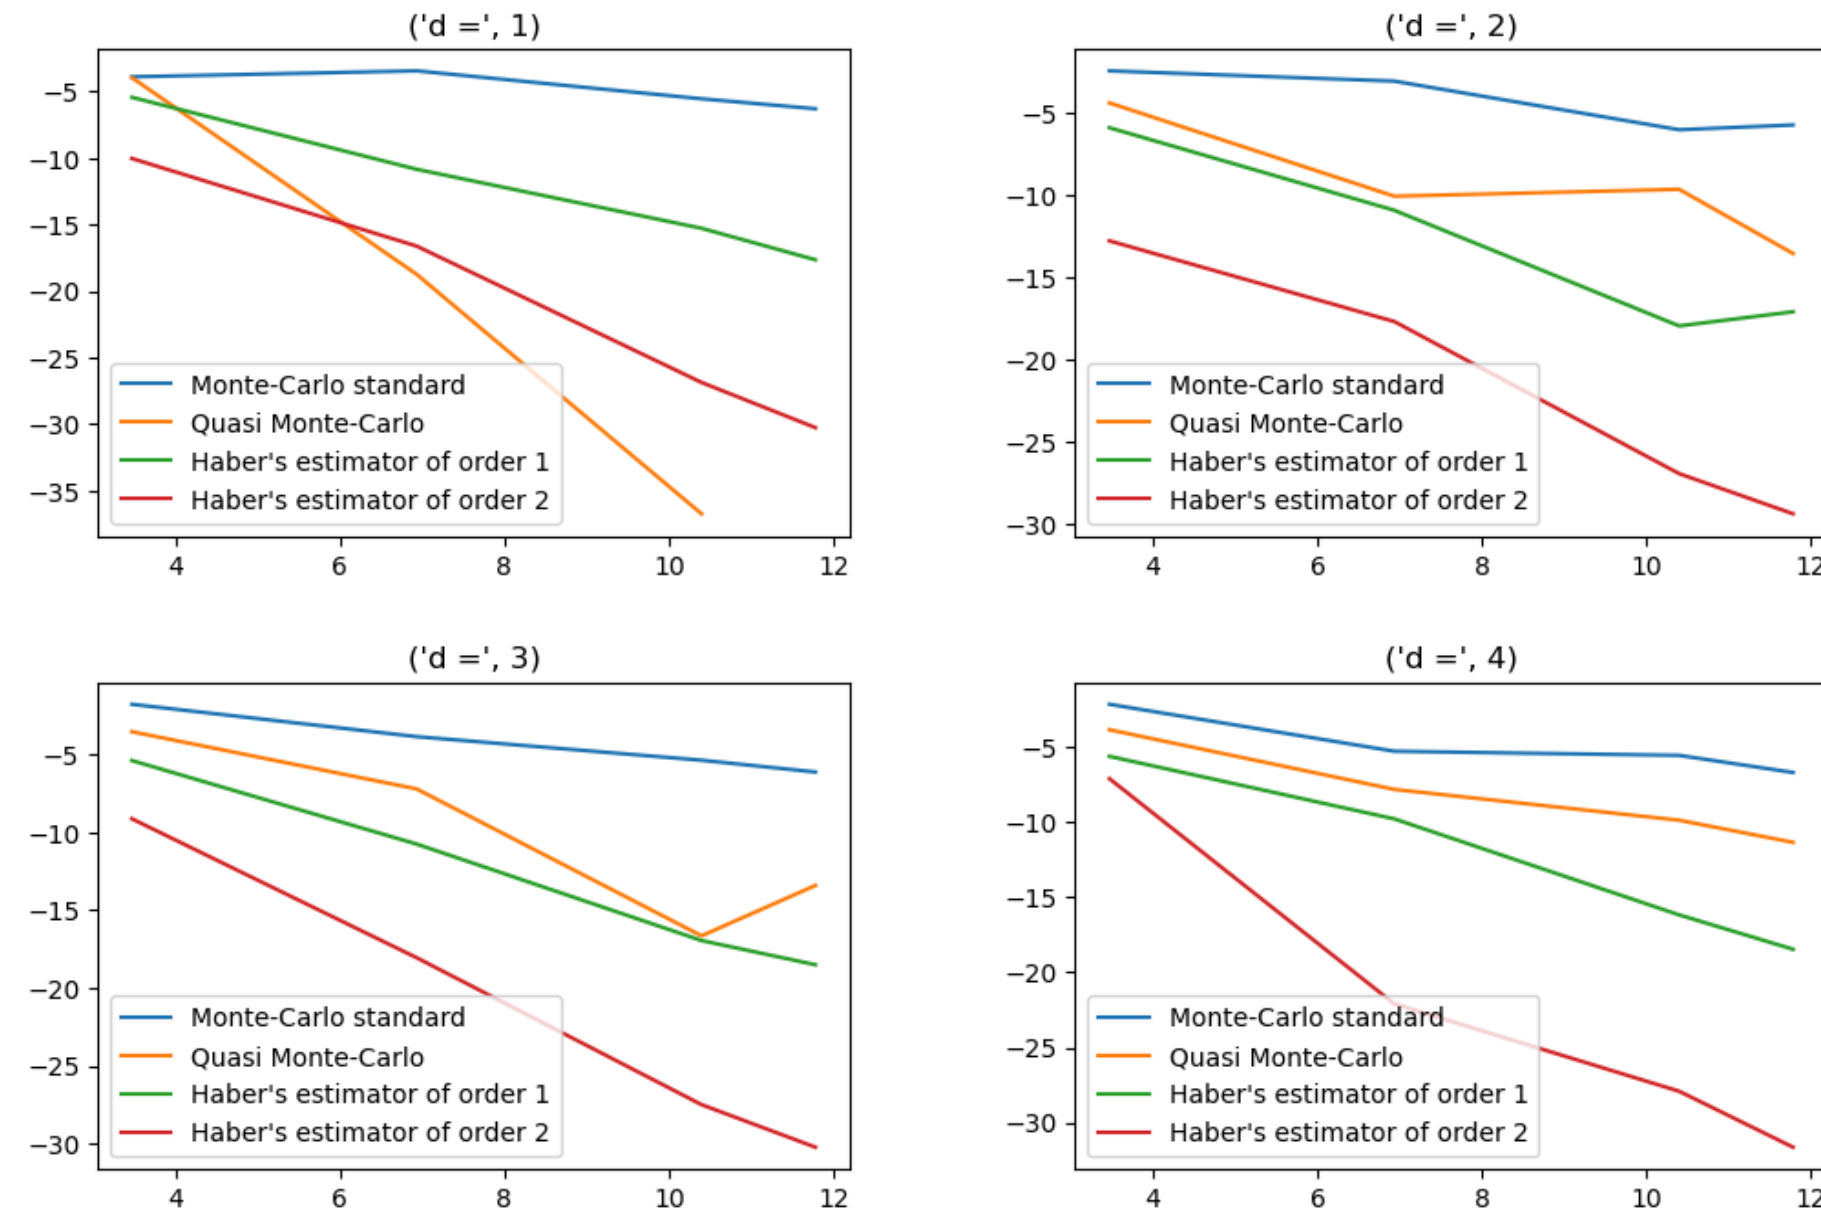 ('d =', 1)
−5
−10
−15
−20
−25
−30
−35
Monte-Carlo standard
Quasi Monte-Carlo
Haber's estimator of order 1
Haber's estimator of order 2
4 6 8 10 12
('d =', 2)
−5
−10
−15
−20
−25
−30
Monte-Carlo standard
Quasi Monte-Carlo
Haber's estimator of order 1
Haber's estimator of order 2
4 6 8 10 12
('d =', 3)
−5
−10
−15
−20
−25
−30
Monte-Carlo standard
Quasi Monte-Carlo
Haber's estimator of order 1
Haber's estimator of order 2
4 6 8 10 12
('d =', 4)
−5
−10
−15
−20
−25
−30
Monte-Carlo standard
Quasi Monte-Carlo
Haber's estimator of order 1
Haber's estimator of order 2
4 6 8 10 12